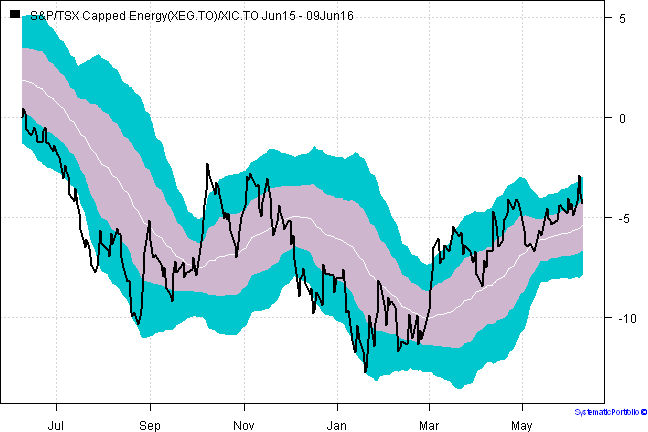 S&P/TSX Capped Energy(XEG.TO)/XIC.TO Jun15 - 09Jun16
5
0
-5
-10
Jul Sep Nov Jan Mar May
SystematicPortfolio ©